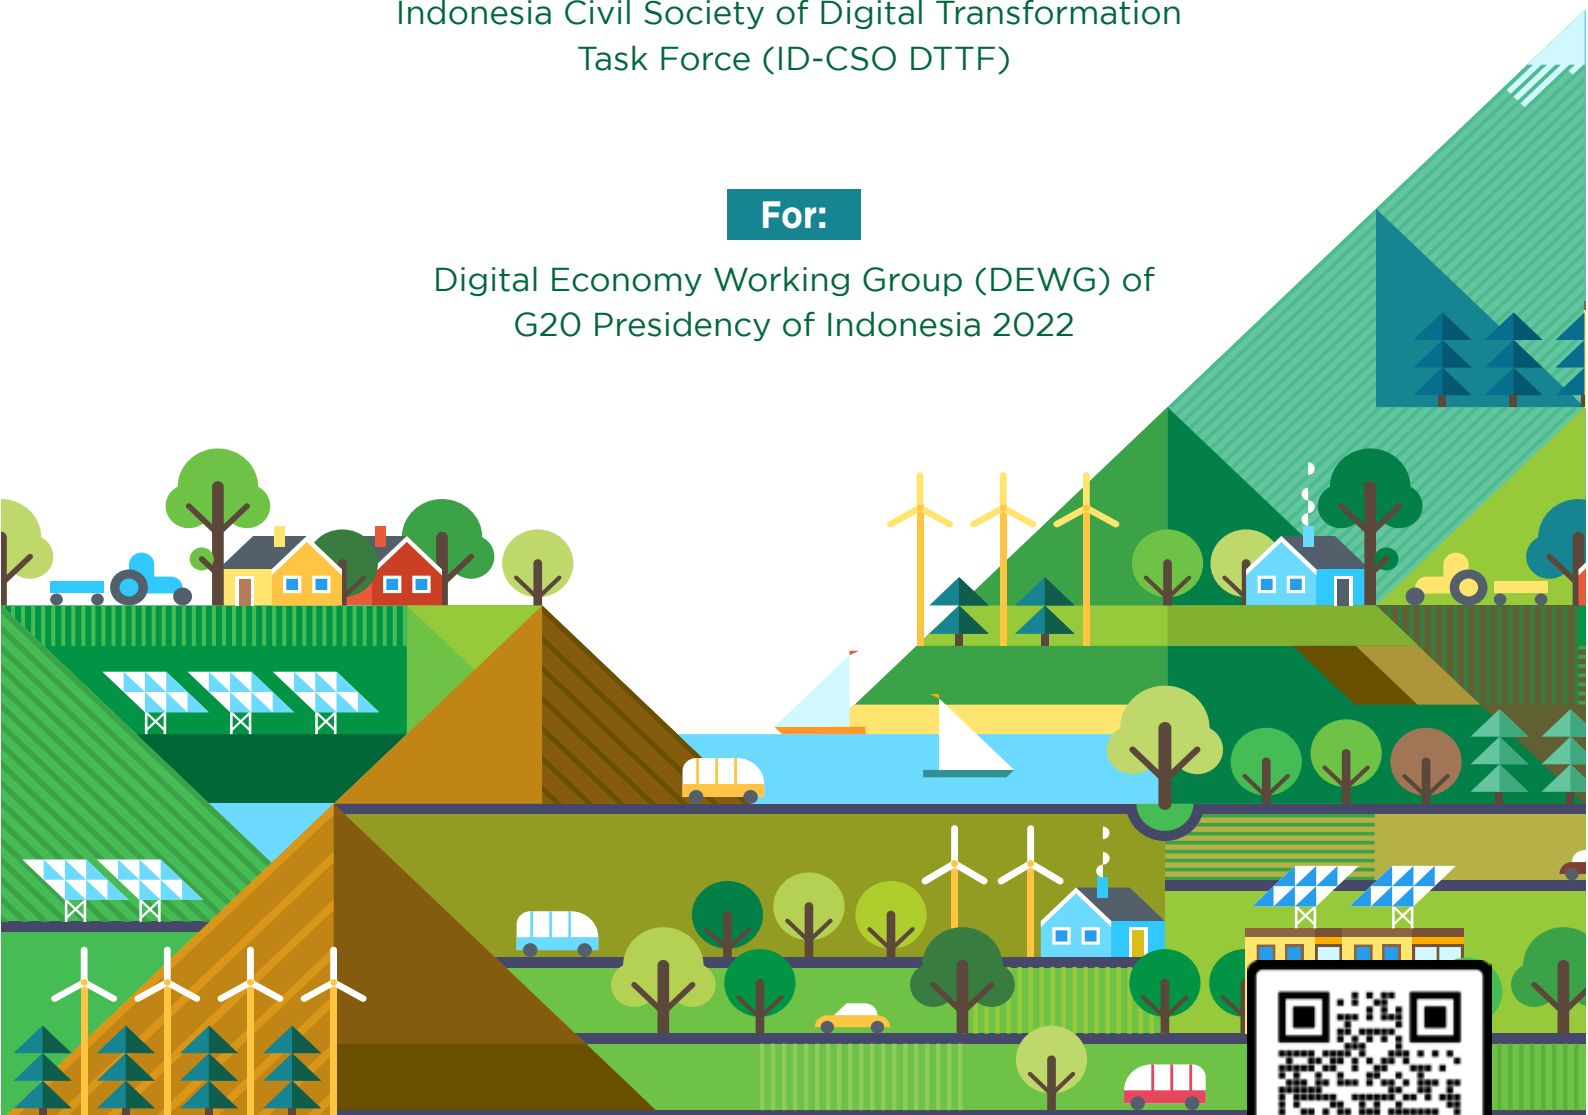 Indonesia Civil Society of Digital Transformation
Task Force (ID-CSO DTTF)
For:
Digital Economy Working Group (DEWG) of
G20 Presidency of Indonesia 2022